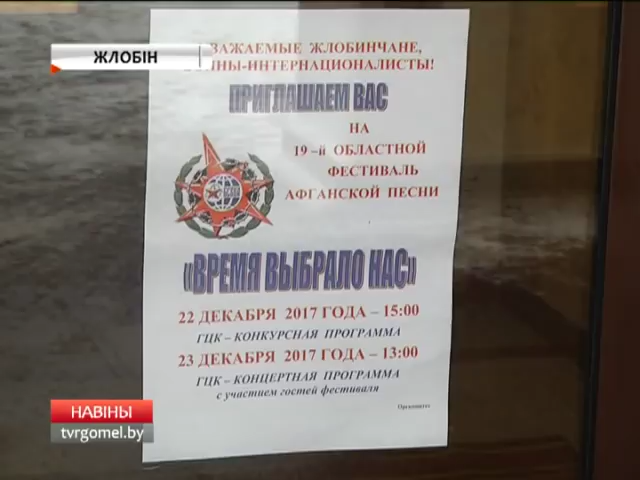 ЖЛОБІН
ВАЖАЕМЫЕ ЖЛОБИНЧАНЕ,
ИНЫ-ИНТЕРНАЦИОНАЛИСТЫ!
ПРИГЛАШАЕМ ВАС
НА
19 –й ОБЛАСТНОЙ
ФЕСТИВАЛЬ
АФГАНСКОЙ ПЕСНИ
«ВРЕМЯ ВЫБРАЛО НАС»
22 ДЕКАБРЯ 2017 ГОДА – 15:00
ГЦК – КОНКУРСНАЯ ПРОГРАММА
23 ДЕКАБРЯ 2017 ГОДА – 13:00
ГЦК – КОНЦЕРТНАЯ ПРОГРАММА
с участием гостей фестиваля
НАВІНЫ
tvrgomel.by